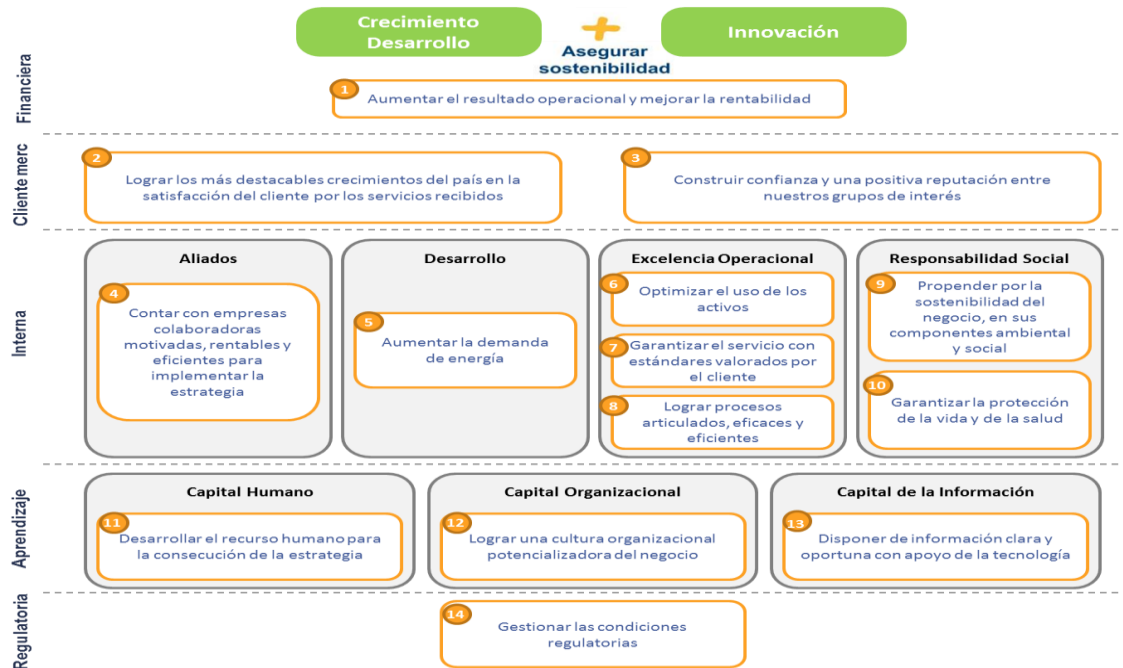 Crecimiento
Desarrollo
+
Asegurar
sostenibilidad
Innovación
Financiera
1
Aumentar el resultado operacional y mejorar la rentabilidad
Cliente merc
2
Lograr los más destacables crecimientos del país en la
satisfacción del cliente por los servicios recibidos
3
Construir confianza y una positiva reputación entre
nuestros grupos de interés
Interna
Aliados
4
Contar con empresas
colaboradoras
motivadas, rentables y
eficientes para
implementar la
estrategia
Desarrollo
5
Aumentar la demanda
de energía
Excelencia Operacional
6
Optimizar el uso de los
activos
7
Garantizar el servicio con
estándares valorados por
el cliente
8
Lograr procesos
articulados, eficaces y
eficientes
Responsabilidad Social
9
Propender por la
sostenibilidad del
negocio, en sus
componentes ambiental
y social
10
Garantizar la protección
de la vida y de la salud
Aprendizaje
Capital Humano
11
Desarrollar el recurso humano para
la consecución de la estrategia
Capital Organizacional
12
Lograr una cultura organizacional
potencializadora del negocio
Capital de la Información
13
Disponer de información clara y
oportuna con apoyo de la tecnología
Regulatoria
14
Gestionar las condiciones
regulatorias